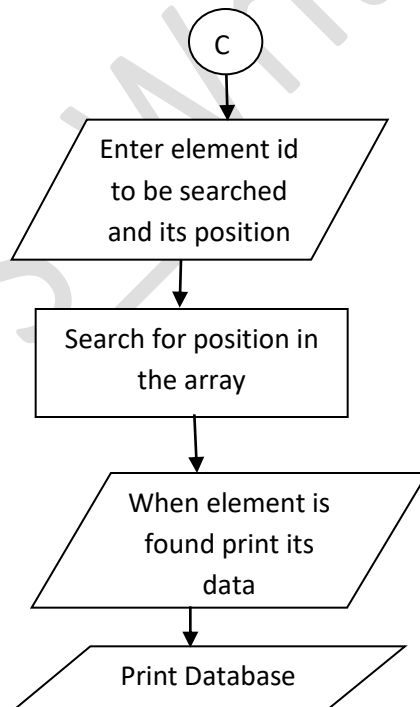 C
Enter element id
to be searched
and its position
Search for position in
the array
When element is
found print its
data
Print Database